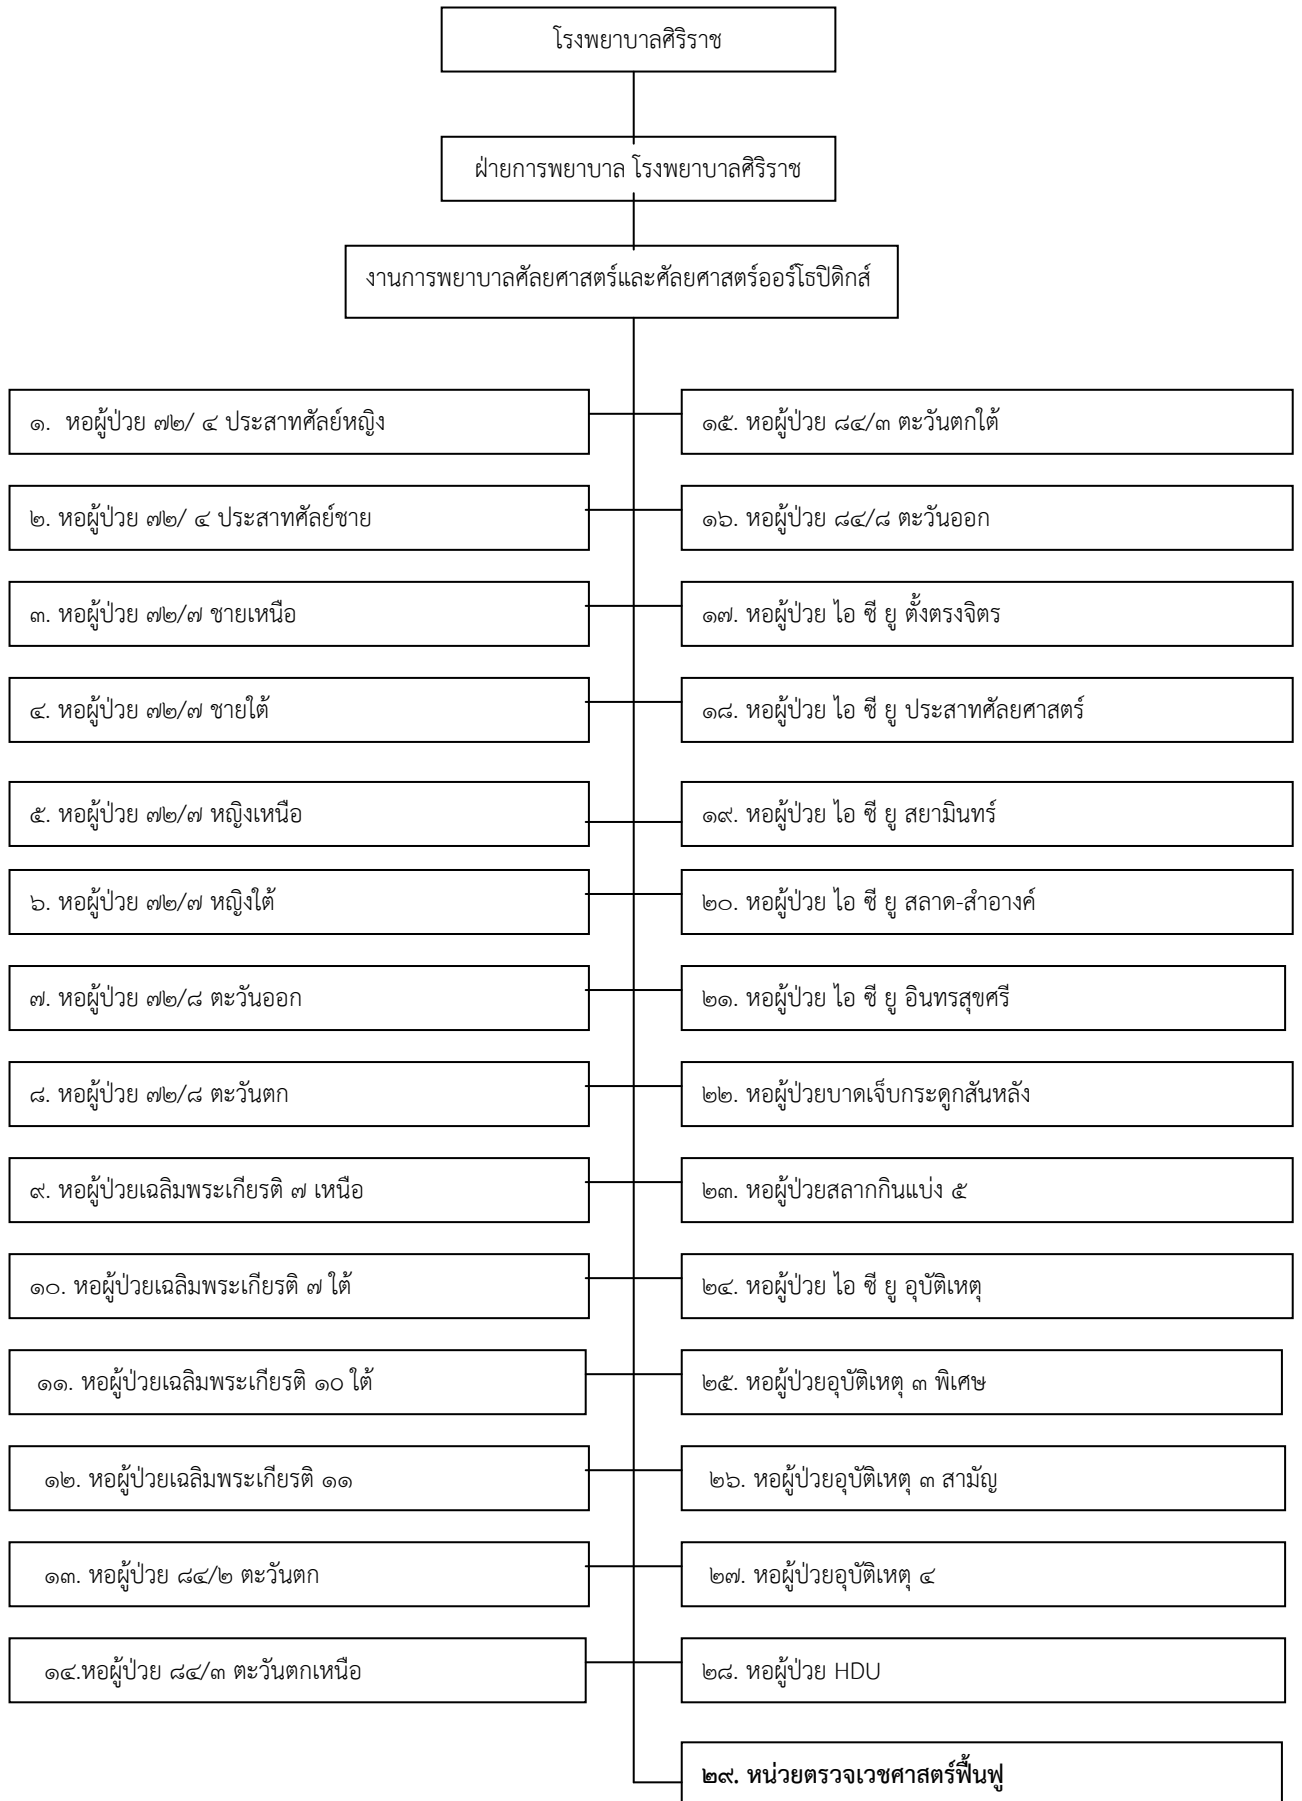 โรงพยาบาลศิริราช
ฝ่ายการพยาบาล โรงพยาบาลศิริราช
งานการพยาบาลศัลยศาสตร์และศัลยศาสตร์ออร์โธปิดิกส์
๑. หอผู้ป่วย ๗๒/ ๔ ประสาทศัลย์หญิง
๒. หอผู้ป่วย ๗๒/ ๔ ประสาทศัลย์ชาย
๓. หอผู้ป่วย ๗๒/๗ ชายเหนือ
๔. หอผู้ป่วย ๗๒/๗ ชายใต้
๕. หอผู้ป่วย ๗๒/๗ หญิงเหนือ
๖. หอผู้ป่วย ๗๒/๗ หญิงใต้
๗. หอผู้ป่วย ๗๒/๘ ตะวันออก
๘. หอผู้ป่วย ๗๒/๘ ตะวันตก
๙. หอผู้ป่วยเฉลิมพระเกียรติ ๗ เหนือ
๑๐. หอผู้ป่วยเฉลิมพระเกียรติ ๗ ใต้
๑๑. หอผู้ป่วยเฉลิมพระเกียรติ ๑๐ ใต้
๑๒. หอผู้ป่วยเฉลิมพระเกียรติ ๑๑
๑๓. หอผู้ป่วย ๘๔/๒ ตะวันตก
๑๔.หอผู้ป่วย ๘๔/๓ ตะวันตกเหนือ
๑๕. หอผู้ป่วย ๘๔/๓ ตะวันตกใต้
๑๖. หอผู้ป่วย ๘๔/๘ ตะวันออก
๑๗. หอผู้ป่วย ไอ ซี ยู ตั้งตรงจิตร
๑๘. หอผู้ป่วย ไอ ซี ยู ประสาทศัลยศาสตร์
๑๙. หอผู้ป่วย ไอ ซี ยู สยามินทร์
๒๐. หอผู้ป่วย ไอ ซี ยู สลาด-สำอางค์
๒๑. หอผู้ป่วย ไอ ซี ยู อินทรสุขศรี
๒๒. หอผู้ป่วยบาดเจ็บกระดูกสันหลัง
๒๓. หอผู้ป่วยสลากกินแบ่ง ๕
๒๔. หอผู้ป่วย ไอ ซี ยู อุบัติเหตุ
๒๕. หอผู้ป่วยอุบัติเหตุ ๓ พิเศษ
๒๖. หอผู้ป่วยอุบัติเหตุ ๓ สามัญ
๒๗. หอผู้ป่วยอุบัติเหตุ ๔
๒๘. หอผู้ป่วย HDU
๒๙. หน่วยตรวจเวชศาสตร์ฟื้นฟู